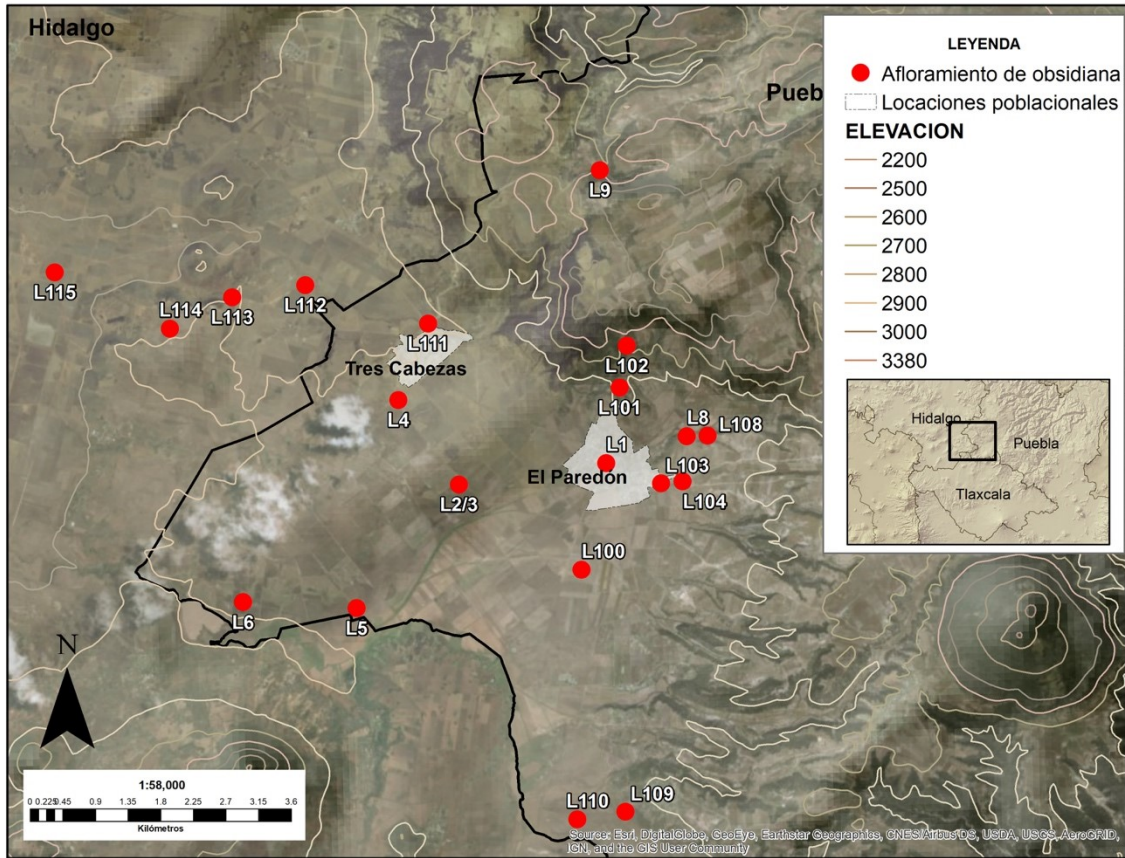 Hidalgo
Pueb
LEYENDA
Afloramiento de obsidiana
Locaciones poblacionales
ELEVACION
2200
2500
2600
2700
2800
2900
3000
3380
Hidalgo
Puebla
Tlaxcala
L9
L115
L114
L113
L112
L111
Tres Cabezas
L4
L102
L101
L8
L108
L1
El Paredón
L103
L104
L2/3
L100
L6
L5
N
1:58,000
0 0.225 0.45 0.9 1.35 1.8 2.25 2.7 3.15 3.6
Kilómetros
L110
L109
Source: Esri, DigitalGlobe, GeoEye, Earthstar Geographics, CNES/Airbus DS, USDA, USGS, AeroGRID,
IGN, and the GIS User Community